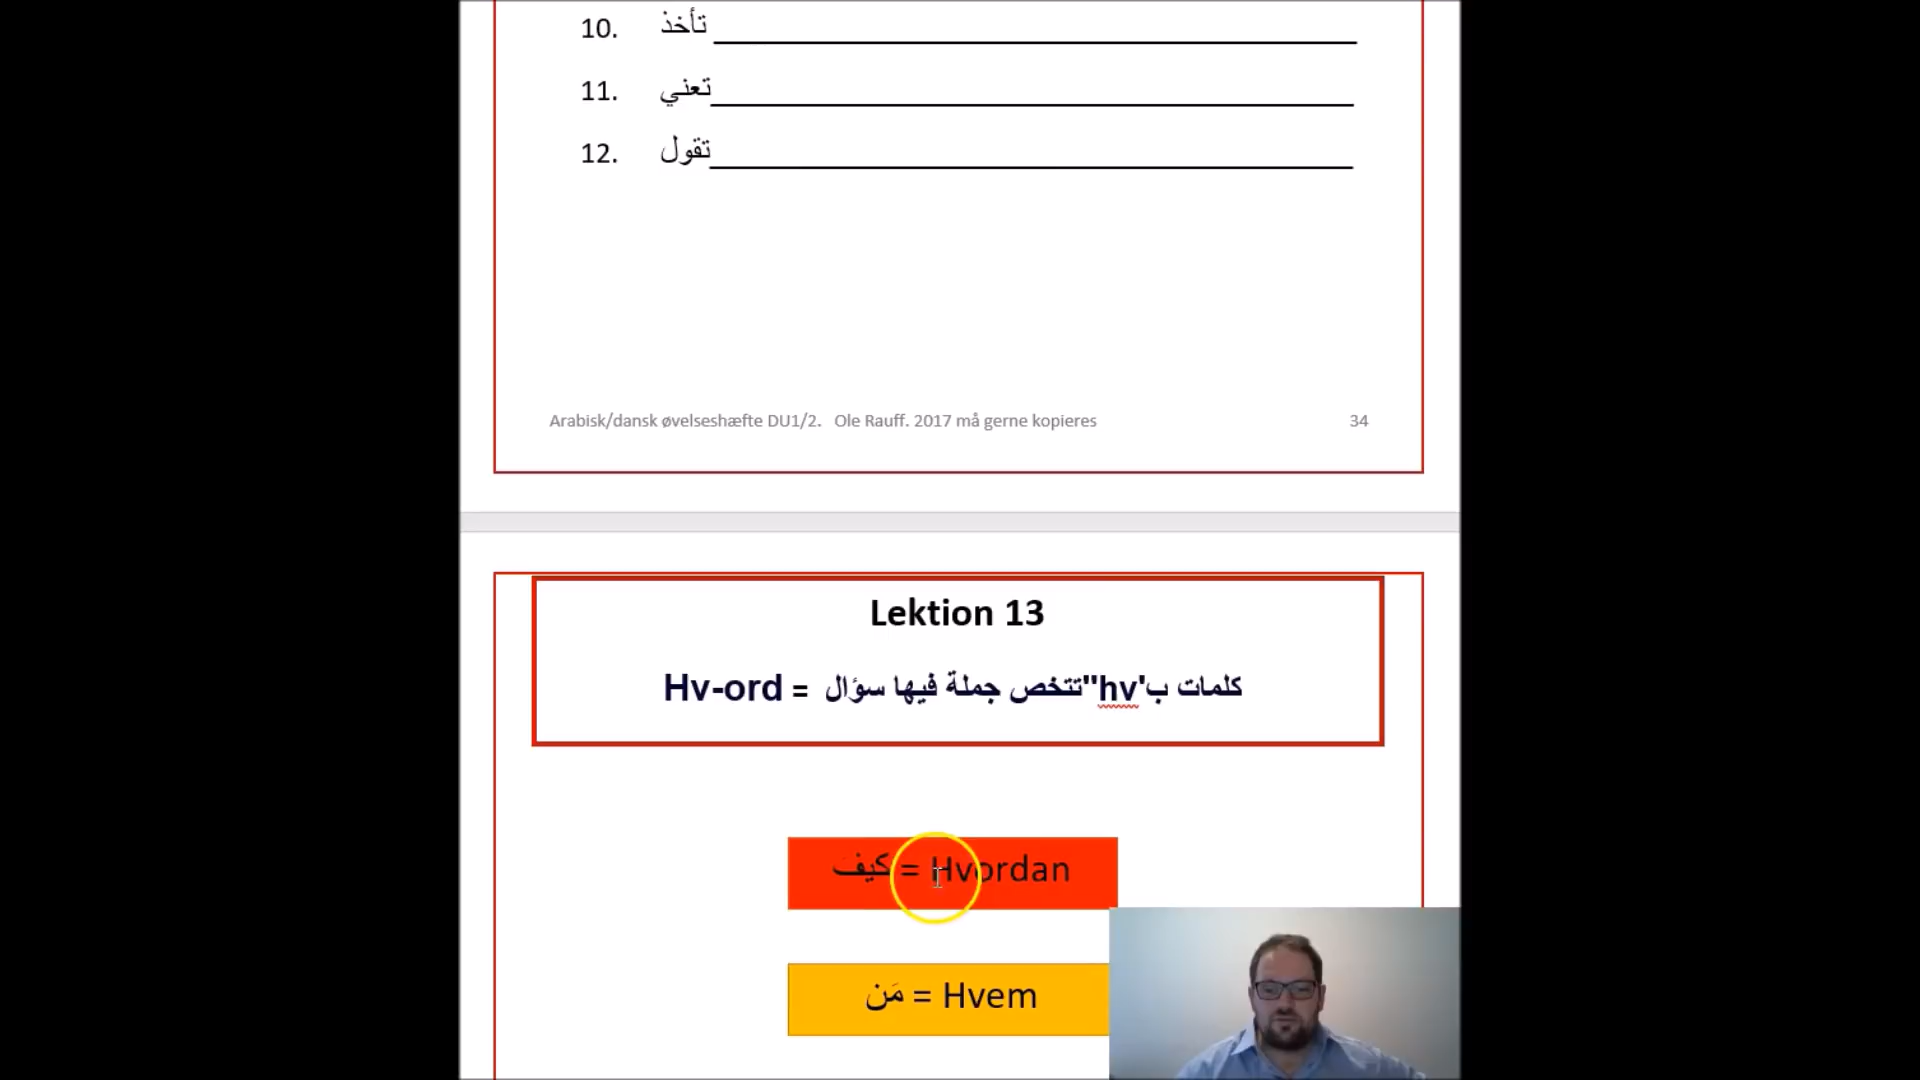 10. تأخذ
11. تعني
12. تقول
Arabisk/dansk øvelseshæfte DU1/2. Ole Rauff. 2017 må gerne kopieres 34
Lektion 13
Hv-ord = كلمات ب'hv"تتخص جملة فيها سؤال
كيف = Hvordan
مَن = Hvem